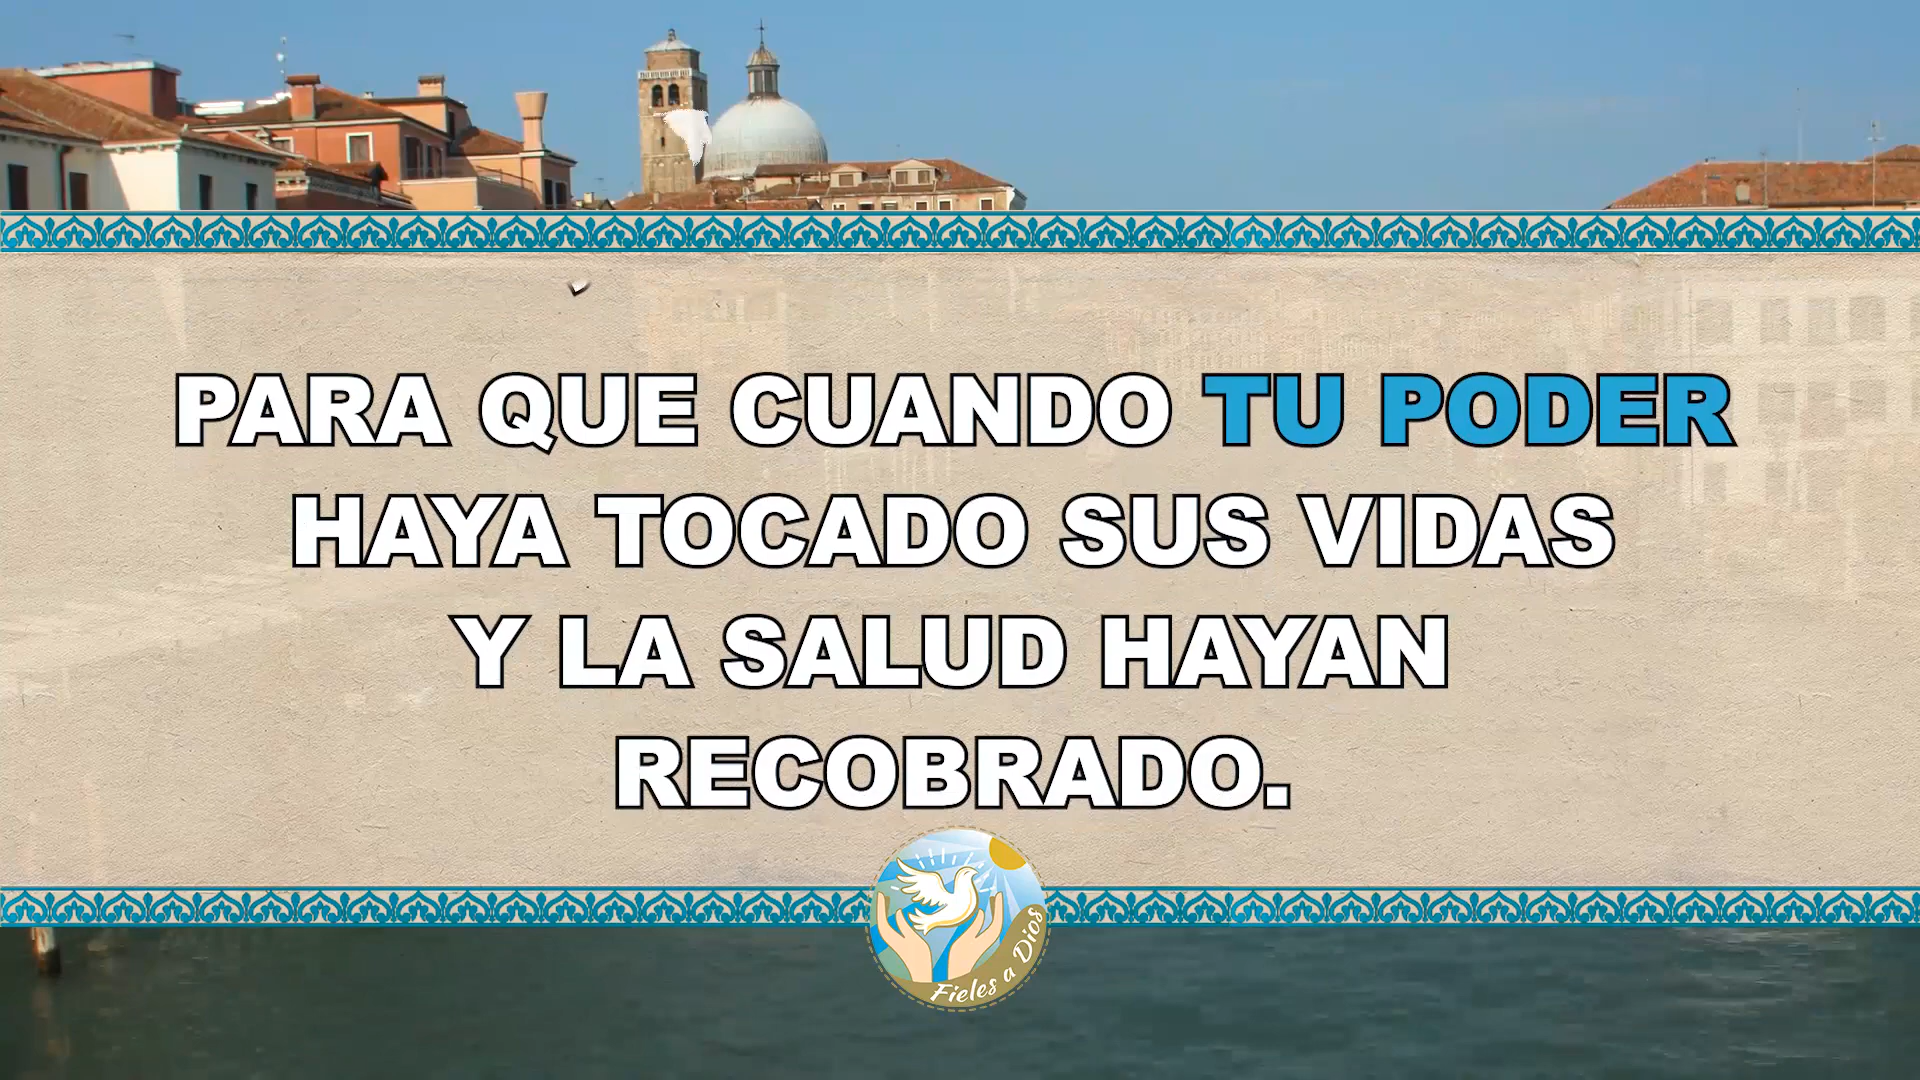 PARA QUE CUANDO TU PODER
HAYA TOCADO SUS VIDAS
Y LA SALUD HAYAN
RECOBRADO.
Fieles a Dios